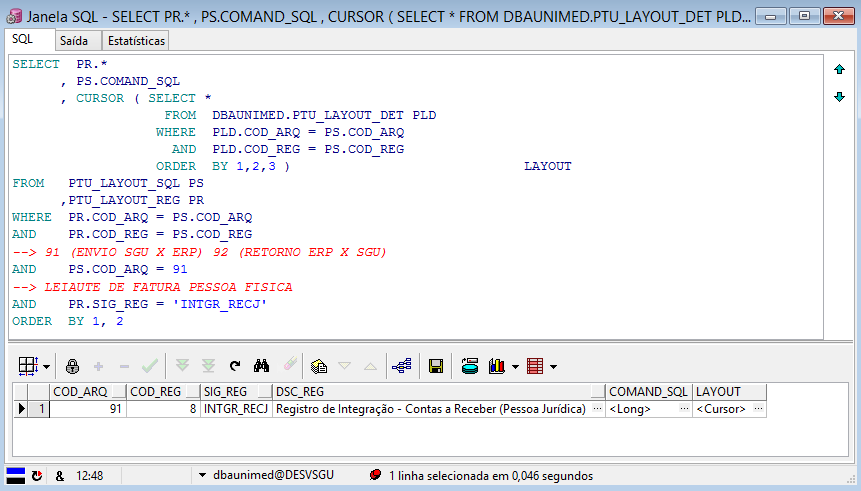 Janela SQL - SELECT PR.* , PS.COMAND_SQL , CURSOR ( SELECT * FROM DBAUNIMED.PTU_LAYOUT_DET PLD...
SQL Saída Estatísticas
SELECT PR.*
, PS.COMAND_SQL
, CURSOR ( SELECT *
FROM DBAUNIMED.PTU_LAYOUT_DET PLD
WHERE PLD.COD_ARQ = PS.COD_ARQ
AND PLD.COD_REG = PS.COD_REG
ORDER BY 1,2,3 ) LAYOUT
FROM PTU_LAYOUT_SQL PS
,PTU_LAYOUT_REG PR
WHERE PR.COD_ARQ = PS.COD_ARQ
AND PR.COD_REG = PS.COD_REG
--> 91 (ENVIO SGU X ERP) 92 (RETORNO ERP X SGU)
AND PS.COD_ARQ = 91
--> LEIAUTE DE FATURA PESSOA FISICA
AND PR.SIG_REG = 'INTGR_RECJ'
ORDER BY 1, 2
COD_ARQ COD_REG SIG_REG DSC_REG COMAND_SQL LAYOUT
1 91 8 INTGR_RECJ Registro de Integração - Contas a Receber (Pessoa Jurídica) ... <Long> ... <Cursor> ...
& 12:48 dbaunimed@DESVSGU 1 linha selecionada em 0,046 segundos